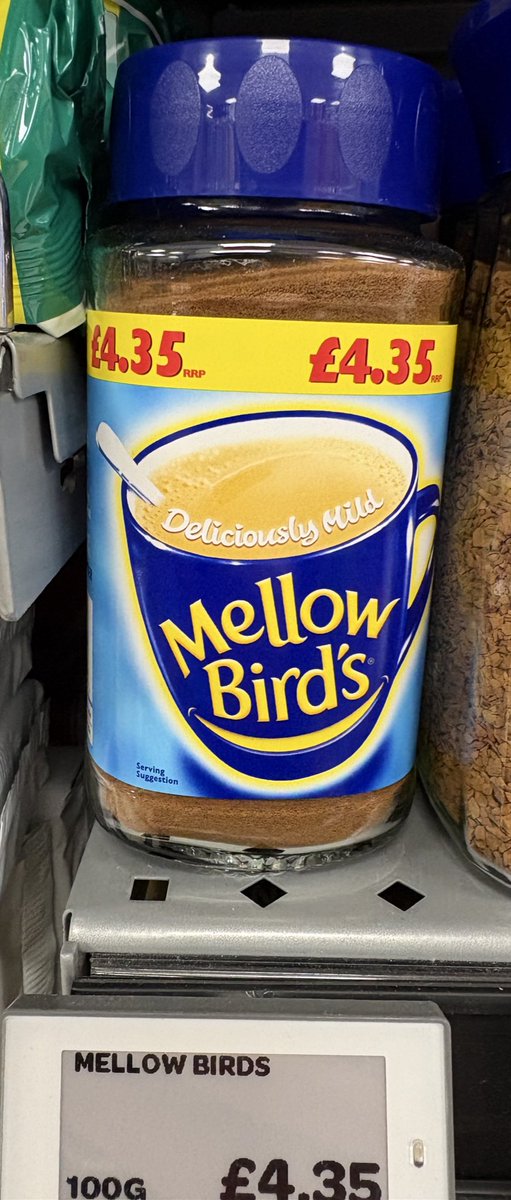 £4.35 RRP £4.35 RRP
Deliciously Mild
Mellow
Bird's®
Serving
Suggestion
MELLOW BIRDS
100G £4.35